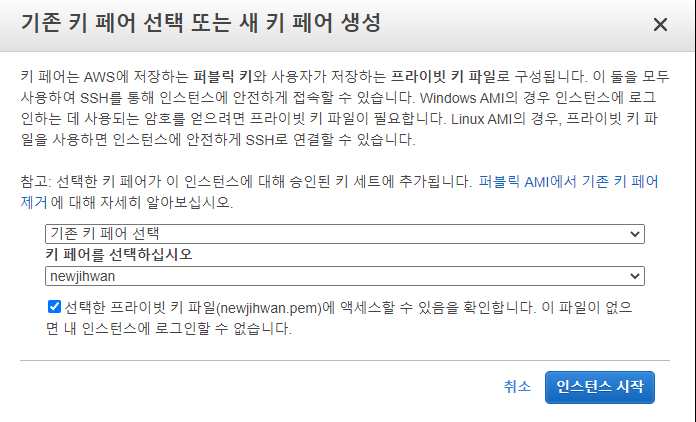 기존 키 페어 선택 또는 새 키 페어 생성
키 페어는 AWS에 저장하는 퍼블릭 키와 사용자가 저장하는 프라이빗 키 파일로 구성됩니다. 이 둘을 모두
사용하여 SSH를 통해 인스턴스에 안전하게 접속할 수 있습니다. Windows AMI의 경우 인스턴스에 로그
인하는 데 사용되는 암호를 얻으려면 프라이빗 키 파일이 필요합니다. Linux AMI의 경우, 프라이빗 키 파
일을 사용하면 인스턴스에 안전하게 SSH로 연결할 수 있습니다.
참고: 선택한 키 페어가 이 인스턴스에 대해 승인된 키 세트에 추가됩니다. 퍼블릭 AMI에서 기존 키 페어
제거에 대해 자세히 알아보십시오.
기존 키 페어 선택
키 페어를 선택하십시오
newjihwan
선택한 프라이빗 키 파일(newjihwan.pem)에 액세스할 수 있음을 확인합니다. 이 파일이 없으
면 내 인스턴스에 로그인할 수 없습니다.
취소 인스턴스 시작